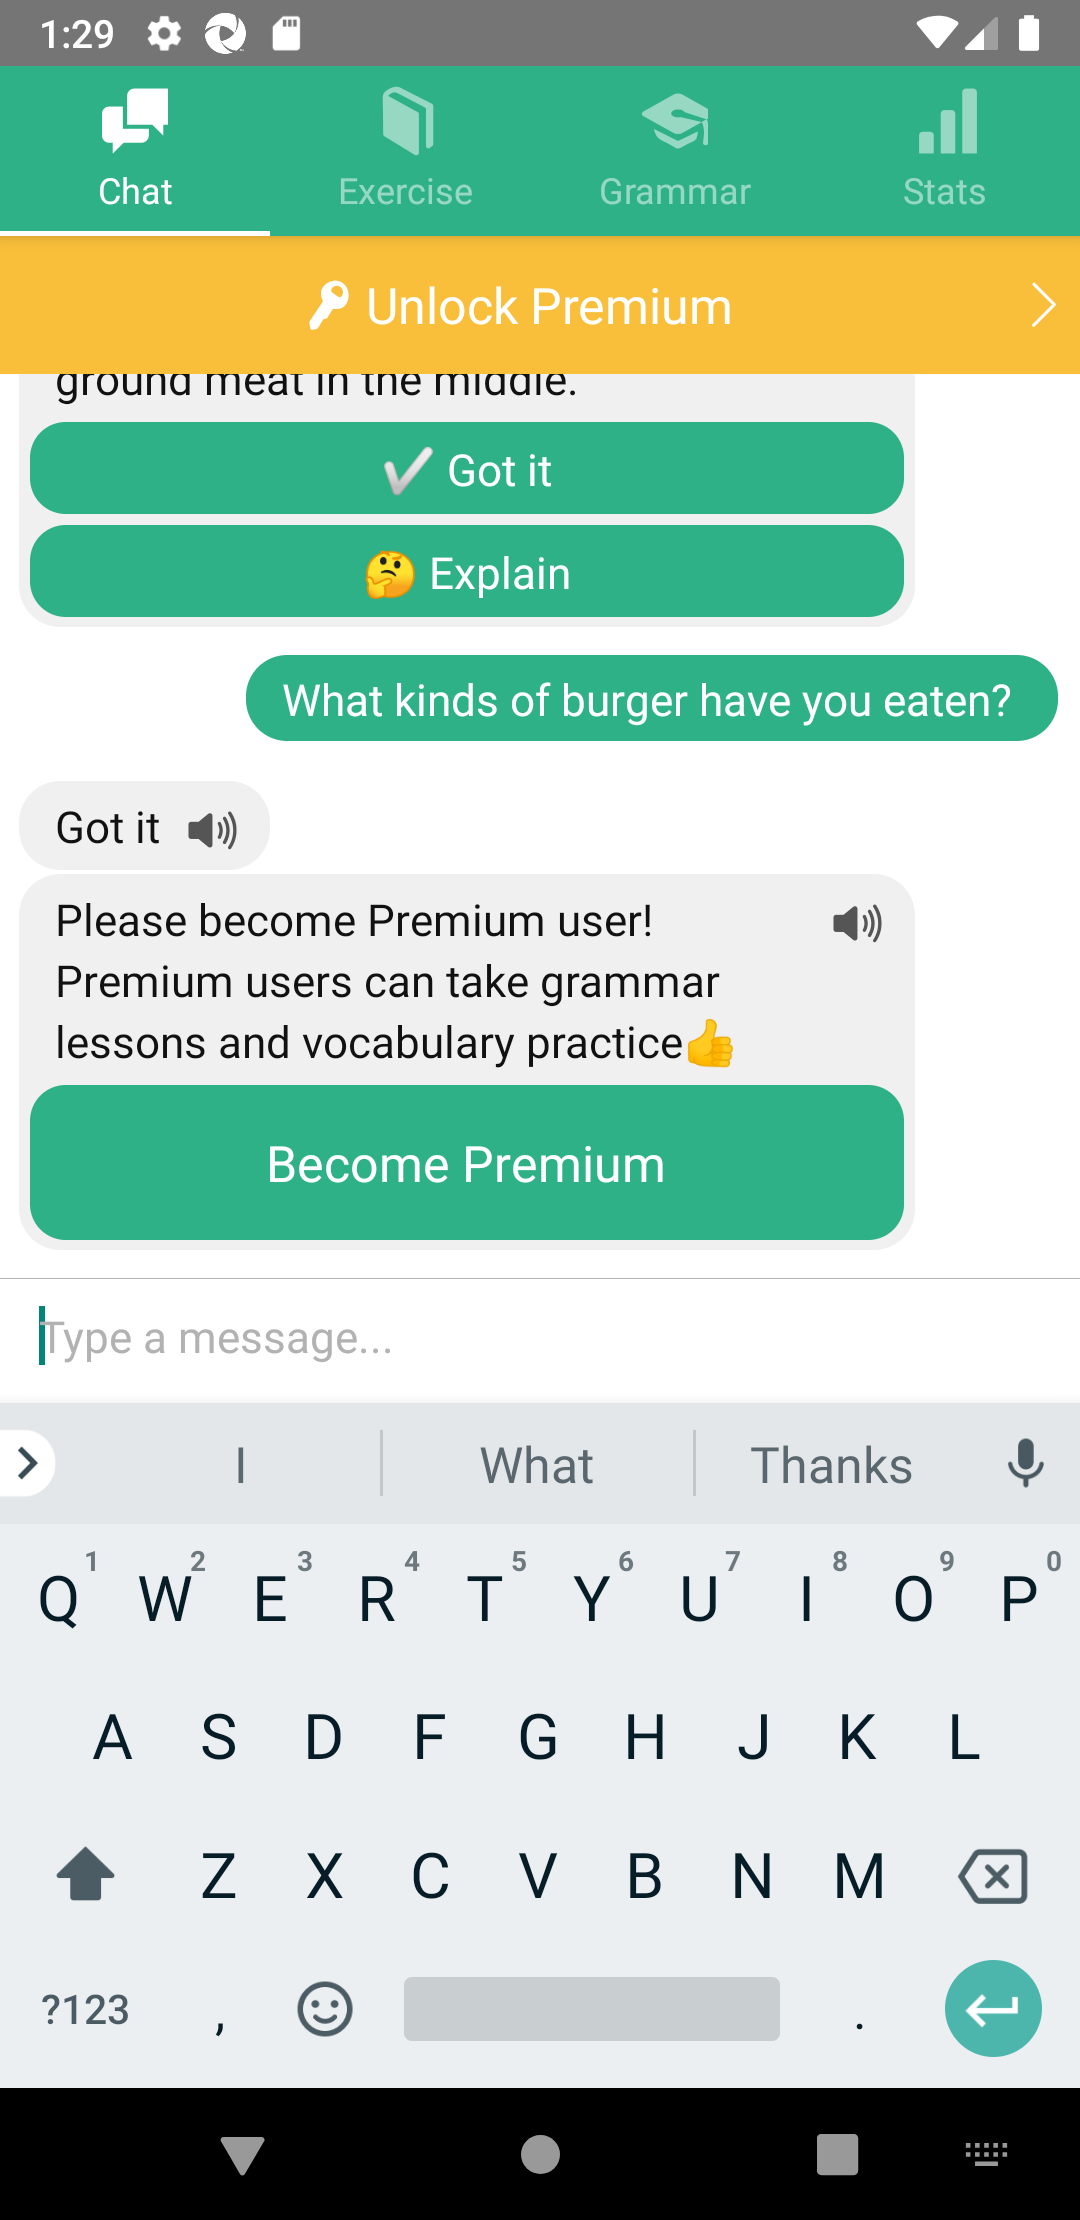 1:29
Chat
Exercise
Grammar
Stats
Unlock Premium
ground meat in the middle.
Got it
Explain
What kinds of burger have you eaten?
Got it
Please become Premium user!
Premium users can take grammar
lessons and vocabulary practice
Become Premium
Type a message...
I What Thanks
1 2 3 4 5 6 7 8 9 0
Q W E R T Y U I O P
A S D F G H J K L
Z X C V B N M
?123 , .